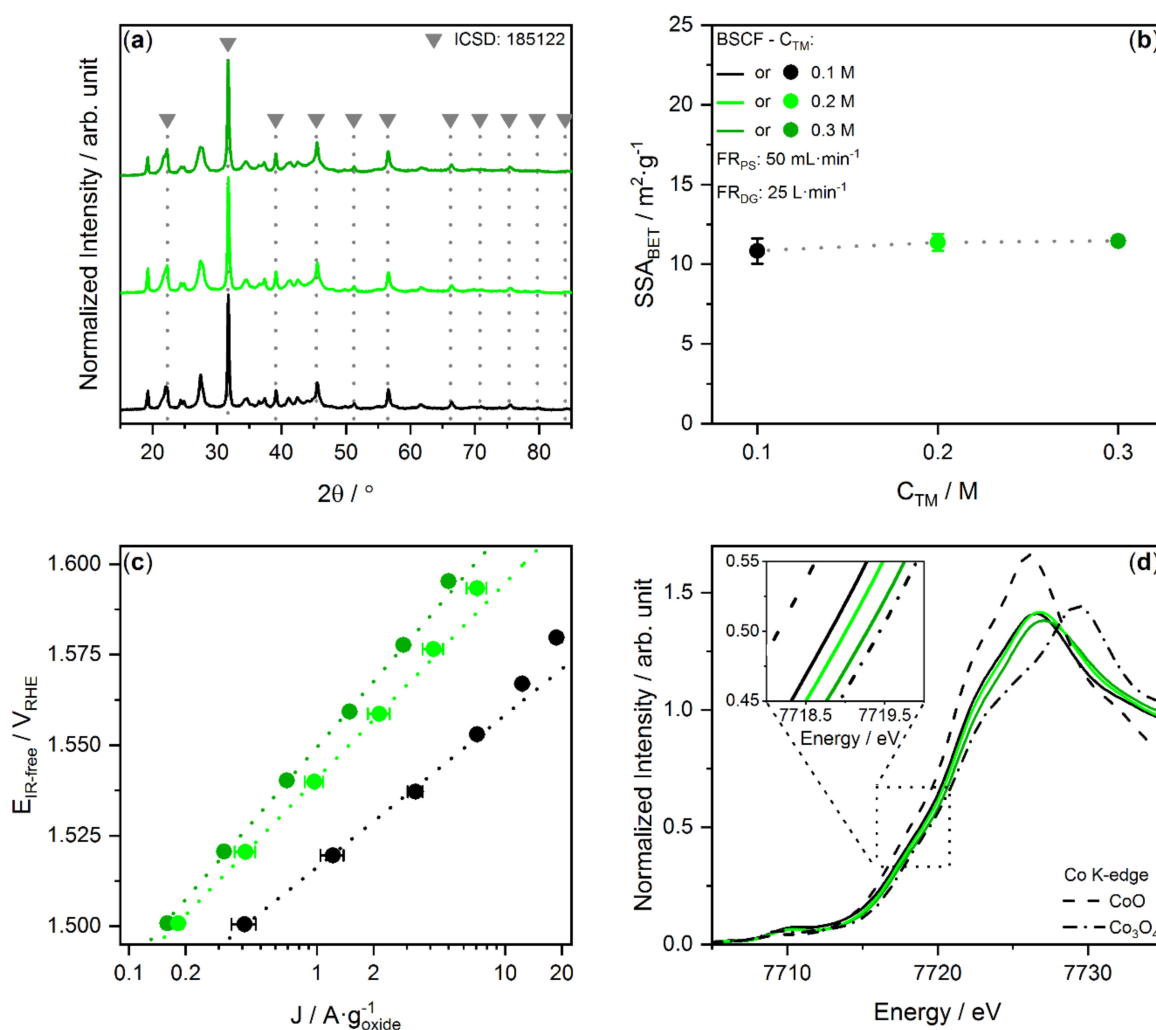 (a)
ICSD: 185122
Normalized Intensity / arb. unit
20 30 40 50 60 70 80
2θ / °
(b)
BSCF - C_TM:
or 0.1 M
or 0.2 M
or 0.3 M
FR_PS: 50 mL·min⁻¹
FR_DG: 25 L·min⁻¹
SSA_BET / m²·g⁻¹
25
20
15
10
5
0
0.1 0.2 0.3
C_TM / M
(c)
E_IR-free / V_RHE
1.600
1.575
1.550
1.525
1.500
0.1 0.2 1 2 10 20
J / A·g⁻¹_oxide
(d)
Normalized Intensity / arb. unit
1.5
1.0
0.5
0.0
0.55
0.50
0.45
7718.5 7719.5
Energy / eV
Co K-edge
CoO
Co₃O₄
7710 7720 7730
Energy / eV